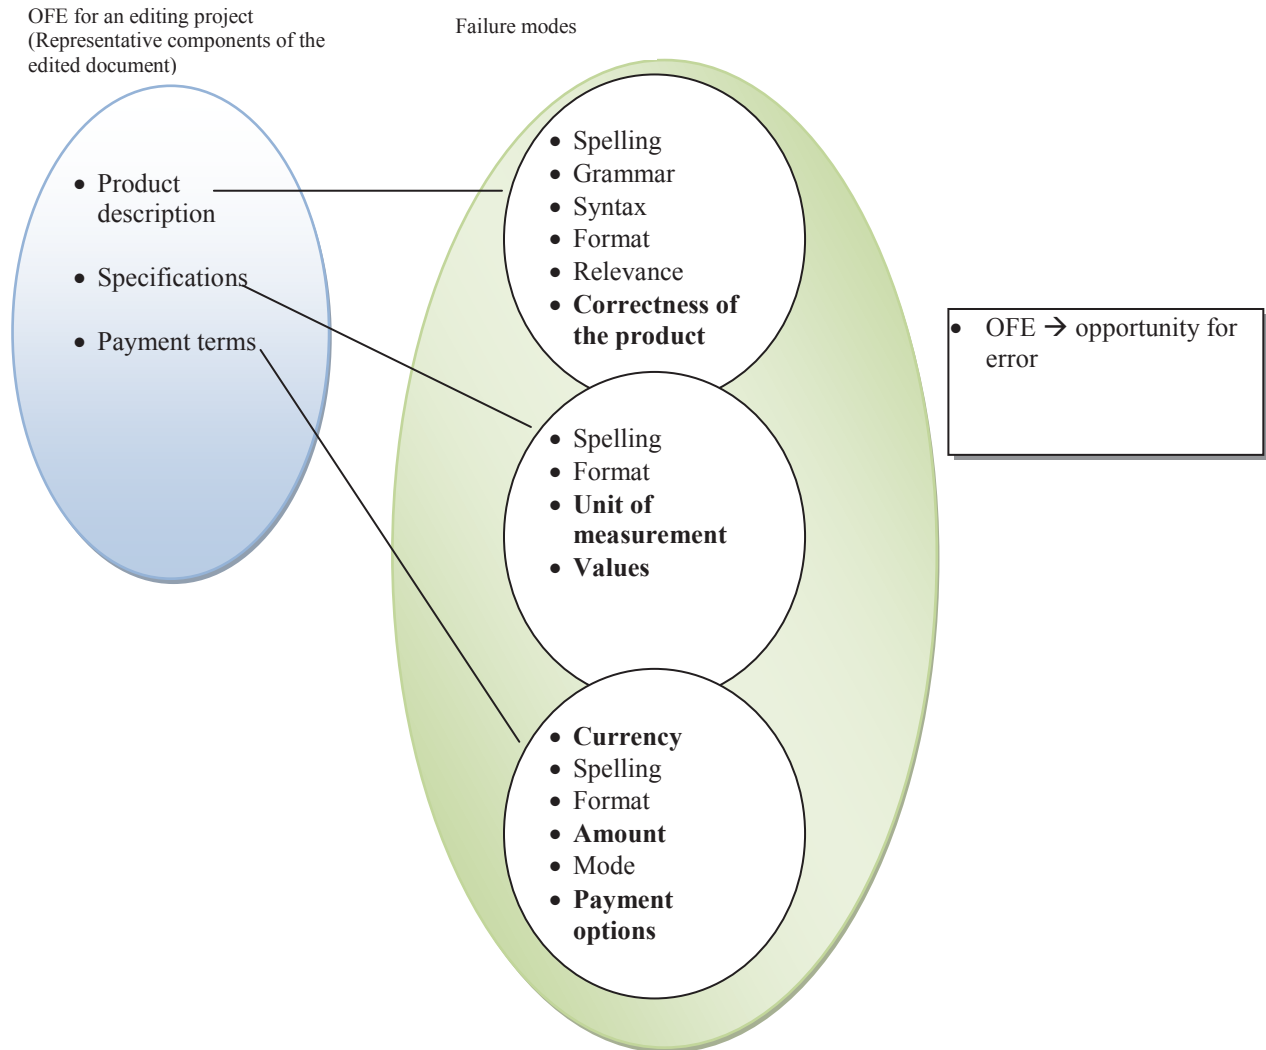 OFE for an editing project
(Representative components of the
edited document)
Failure modes
• Product
description
• Specifications
• Payment terms
• Spelling
• Grammar
• Syntax
• Format
• Relevance
• Correctness of
the product
• Spelling
• Format
• Unit of
measurement
• Values
• Currency
• Spelling
• Format
• Amount
• Mode
• Payment
options
• OFE → opportunity for
error